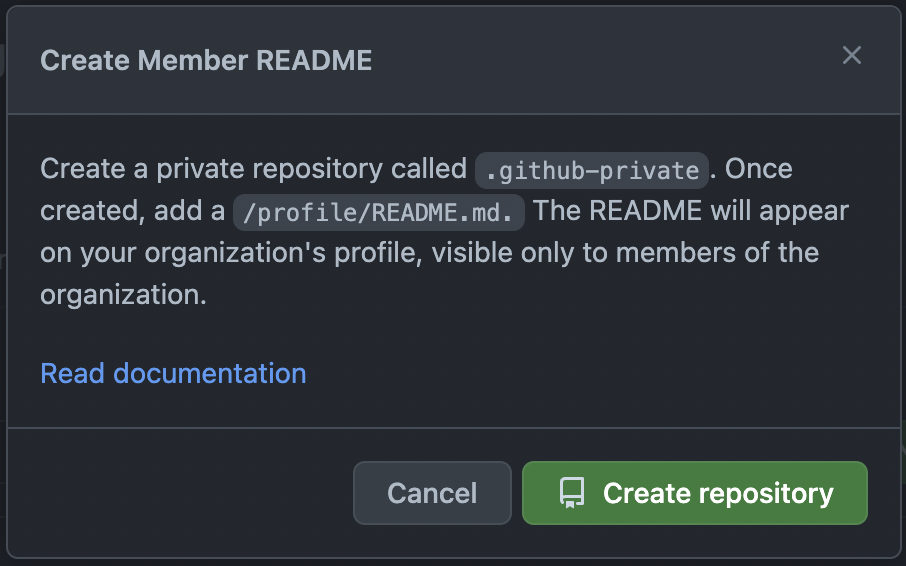 Create Member README
Create a private repository called .github-private. Once
created, add a /profile/README.md. The README will appear
on your organization's profile, visible only to members of the
organization.
Read documentation
Cancel
Create repository